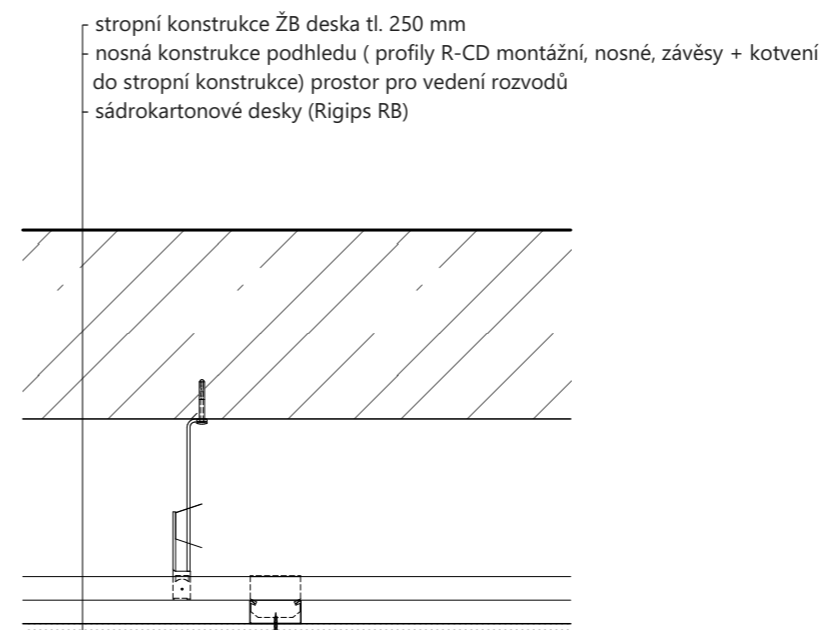 stropní konstrukce ŽB deska tl. 250 mm
nosná konstrukce podhledu ( profily R-CD montážní, nosné, závěsy + kotvení
do stropní konstrukce) prostor pro vedení rozvodů
sádrokartonové desky (Rigips RB)